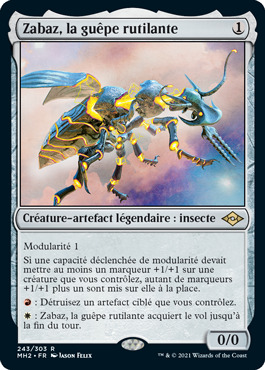 Zabaz, la guêpe rutilante 1
Créature-artefact légendaire : insecte
Modularité 1
Si une capacité déclenchée de modularité devait
mettre au moins un marqueur +1/+1 sur une
créature que vous contrôlez, autant de marqueurs
+1/+1 plus un sont mis sur elle à la place.
: Détruisez un artefact ciblé que vous contrôlez.
: Zabaz, la guêpe rutilante acquiert le vol jusqu'à
la fin du tour.
0/0
243/303 R
MH2 • FR Jason Felix
™ & © 2021 Wizards of the Coast